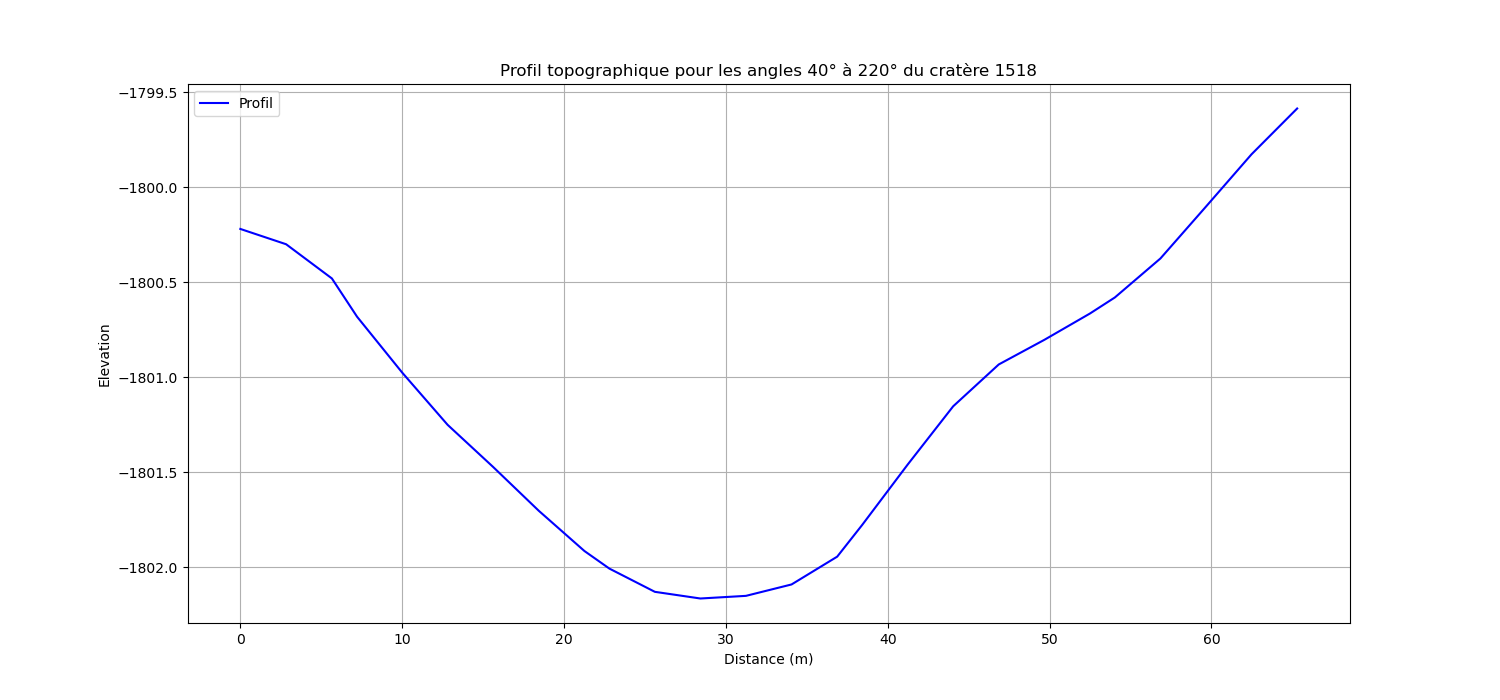 Profil topographique pour les angles 40° à 220° du cratère 1518
Profil
Elevation
−1799.5
−1800.0
−1800.5
−1801.0
−1801.5
−1802.0
0 10 20 30 40 50 60
Distance (m)